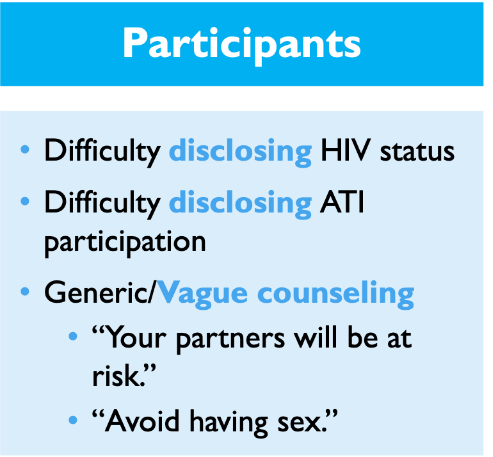 Participants
• Difficulty disclosing HIV status
• Difficulty disclosing ATI
participation
• Generic/Vague counseling
• “Your partners will be at
risk.”
• “Avoid having sex.”